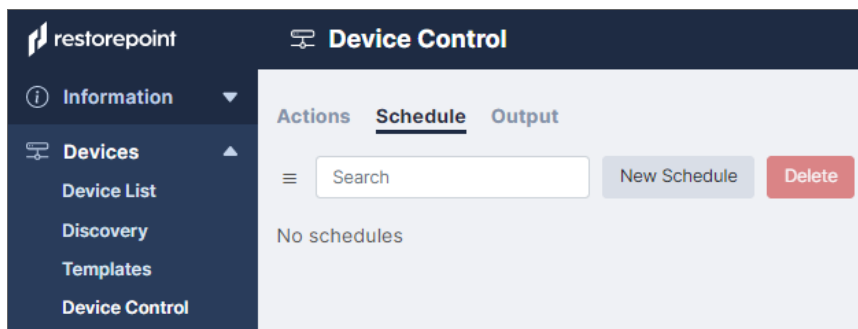 restorepoint
Device Control
Information
Actions Schedule Output
Devices
Device List
Search New Schedule Delete
Discovery
No schedules
Templates
Device Control